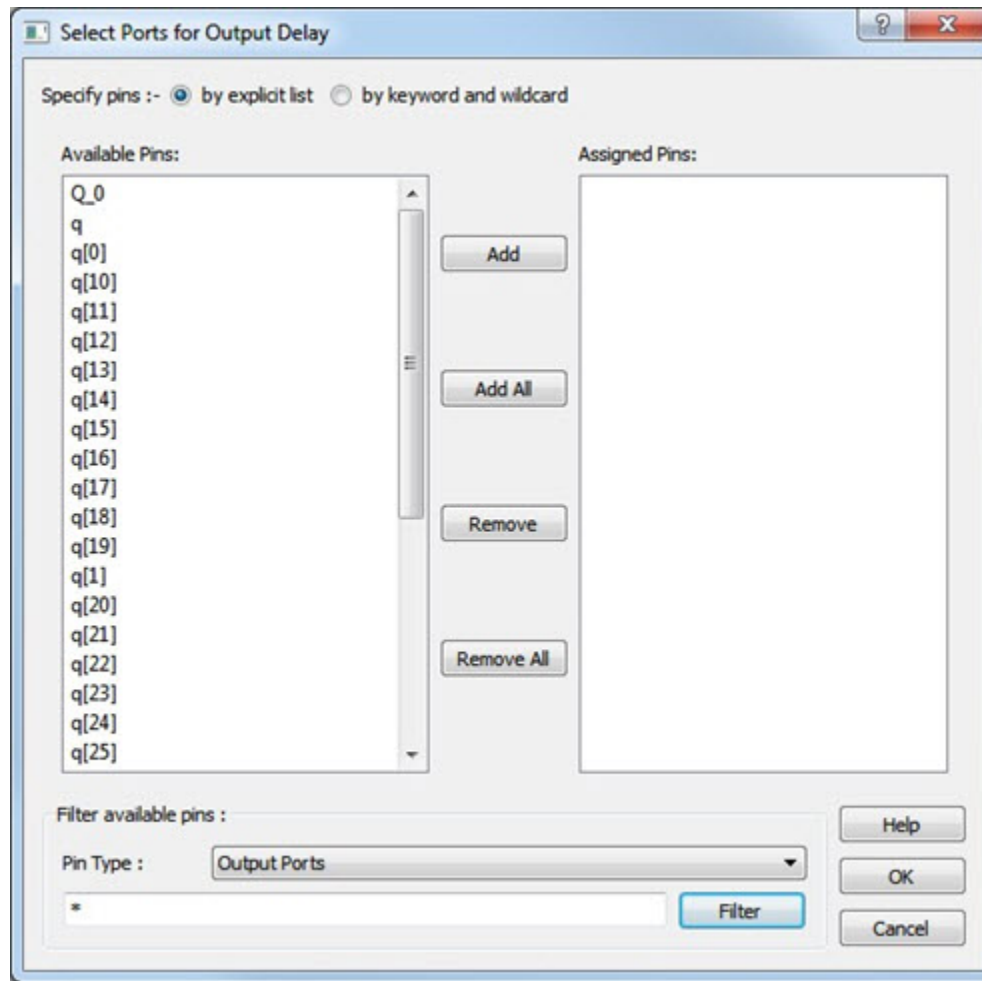 Select Ports for Output Delay
Specify pins :- by explicit list by keyword and wildcard
Available Pins:
Q_0
q
q[0]
q[10]
q[11]
q[12]
q[13]
q[14]
q[15]
q[16]
q[17]
q[18]
q[19]
q[1]
q[20]
q[21]
q[22]
q[23]
q[24]
q[25]
Add
Add All
Remove
Remove All
Assigned Pins:
Filter available pins :
Pin Type : Output Ports
*
Filter
Help
OK
Cancel